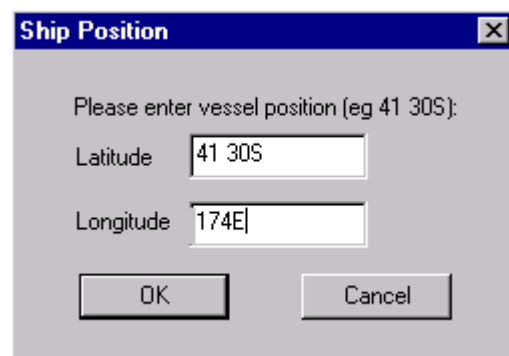 Ship Position
Please enter vessel position (eg 41 30S):
Latitude 41 30S
Longitude 174E
OK Cancel